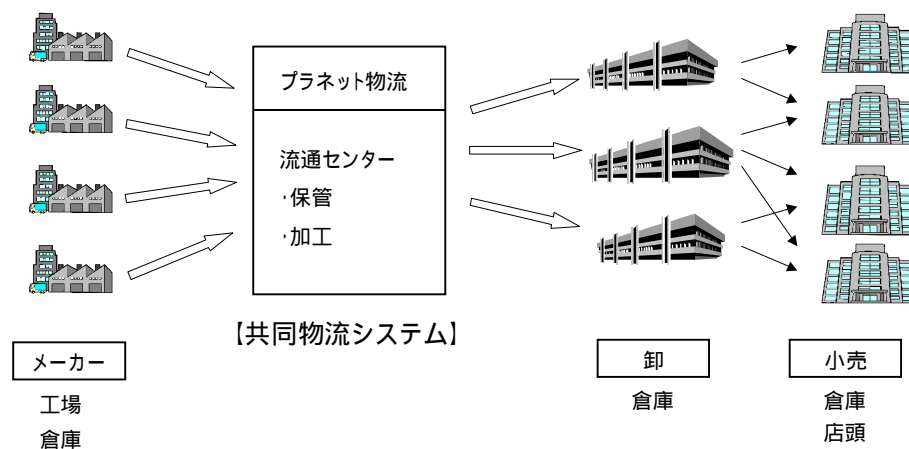 プラネット物流
流通センター
・保管
・加工
【共同物流システム】
メーカー
工場
倉庫
卸
倉庫
小売
倉庫
店頭